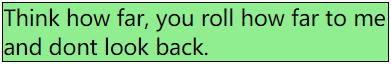 Think how far, you roll how far to me
and dont look back.